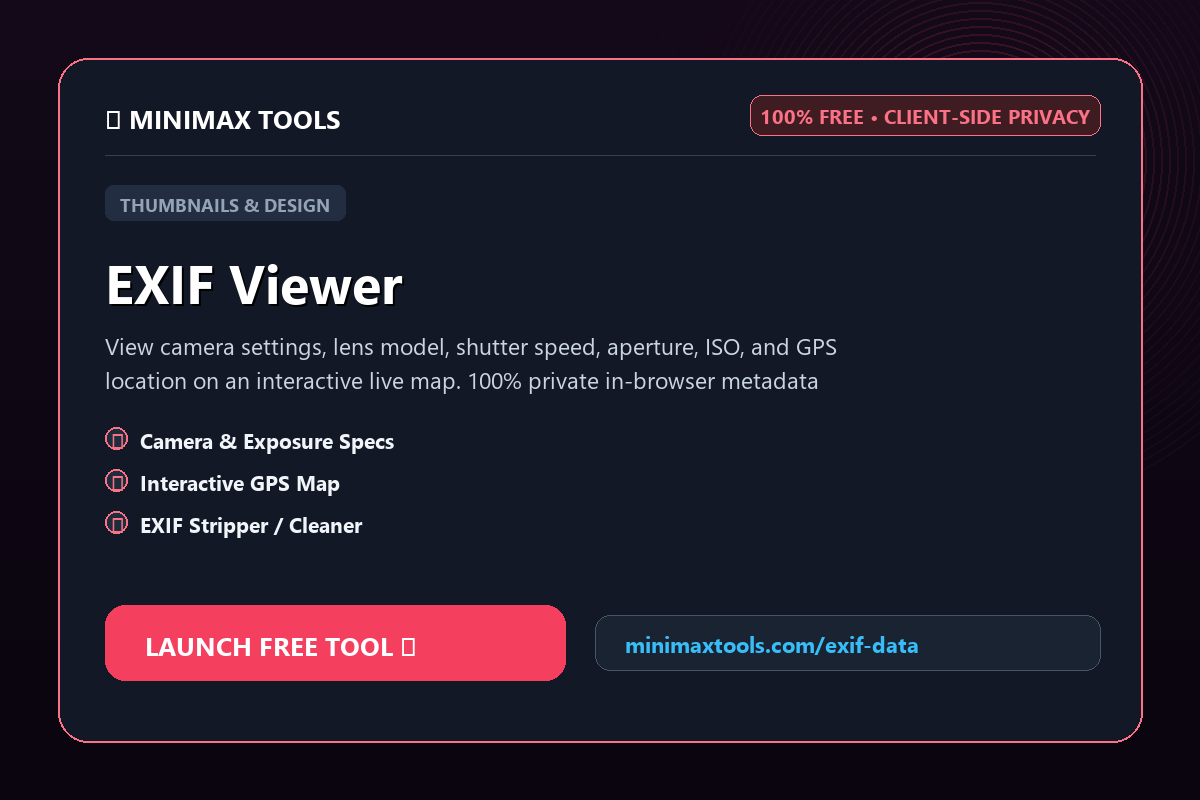 MINIMAX TOOLS
100% FREE • CLIENT-SIDE PRIVACY
THUMBNAILS & DESIGN
EXIF Viewer
View camera settings, lens model, shutter speed, aperture, ISO, and GPS
location on an interactive live map. 100% private in-browser metadata
Camera & Exposure Specs
Interactive GPS Map
EXIF Stripper / Cleaner
LAUNCH FREE TOOL
minimaxtools.com/exif-data